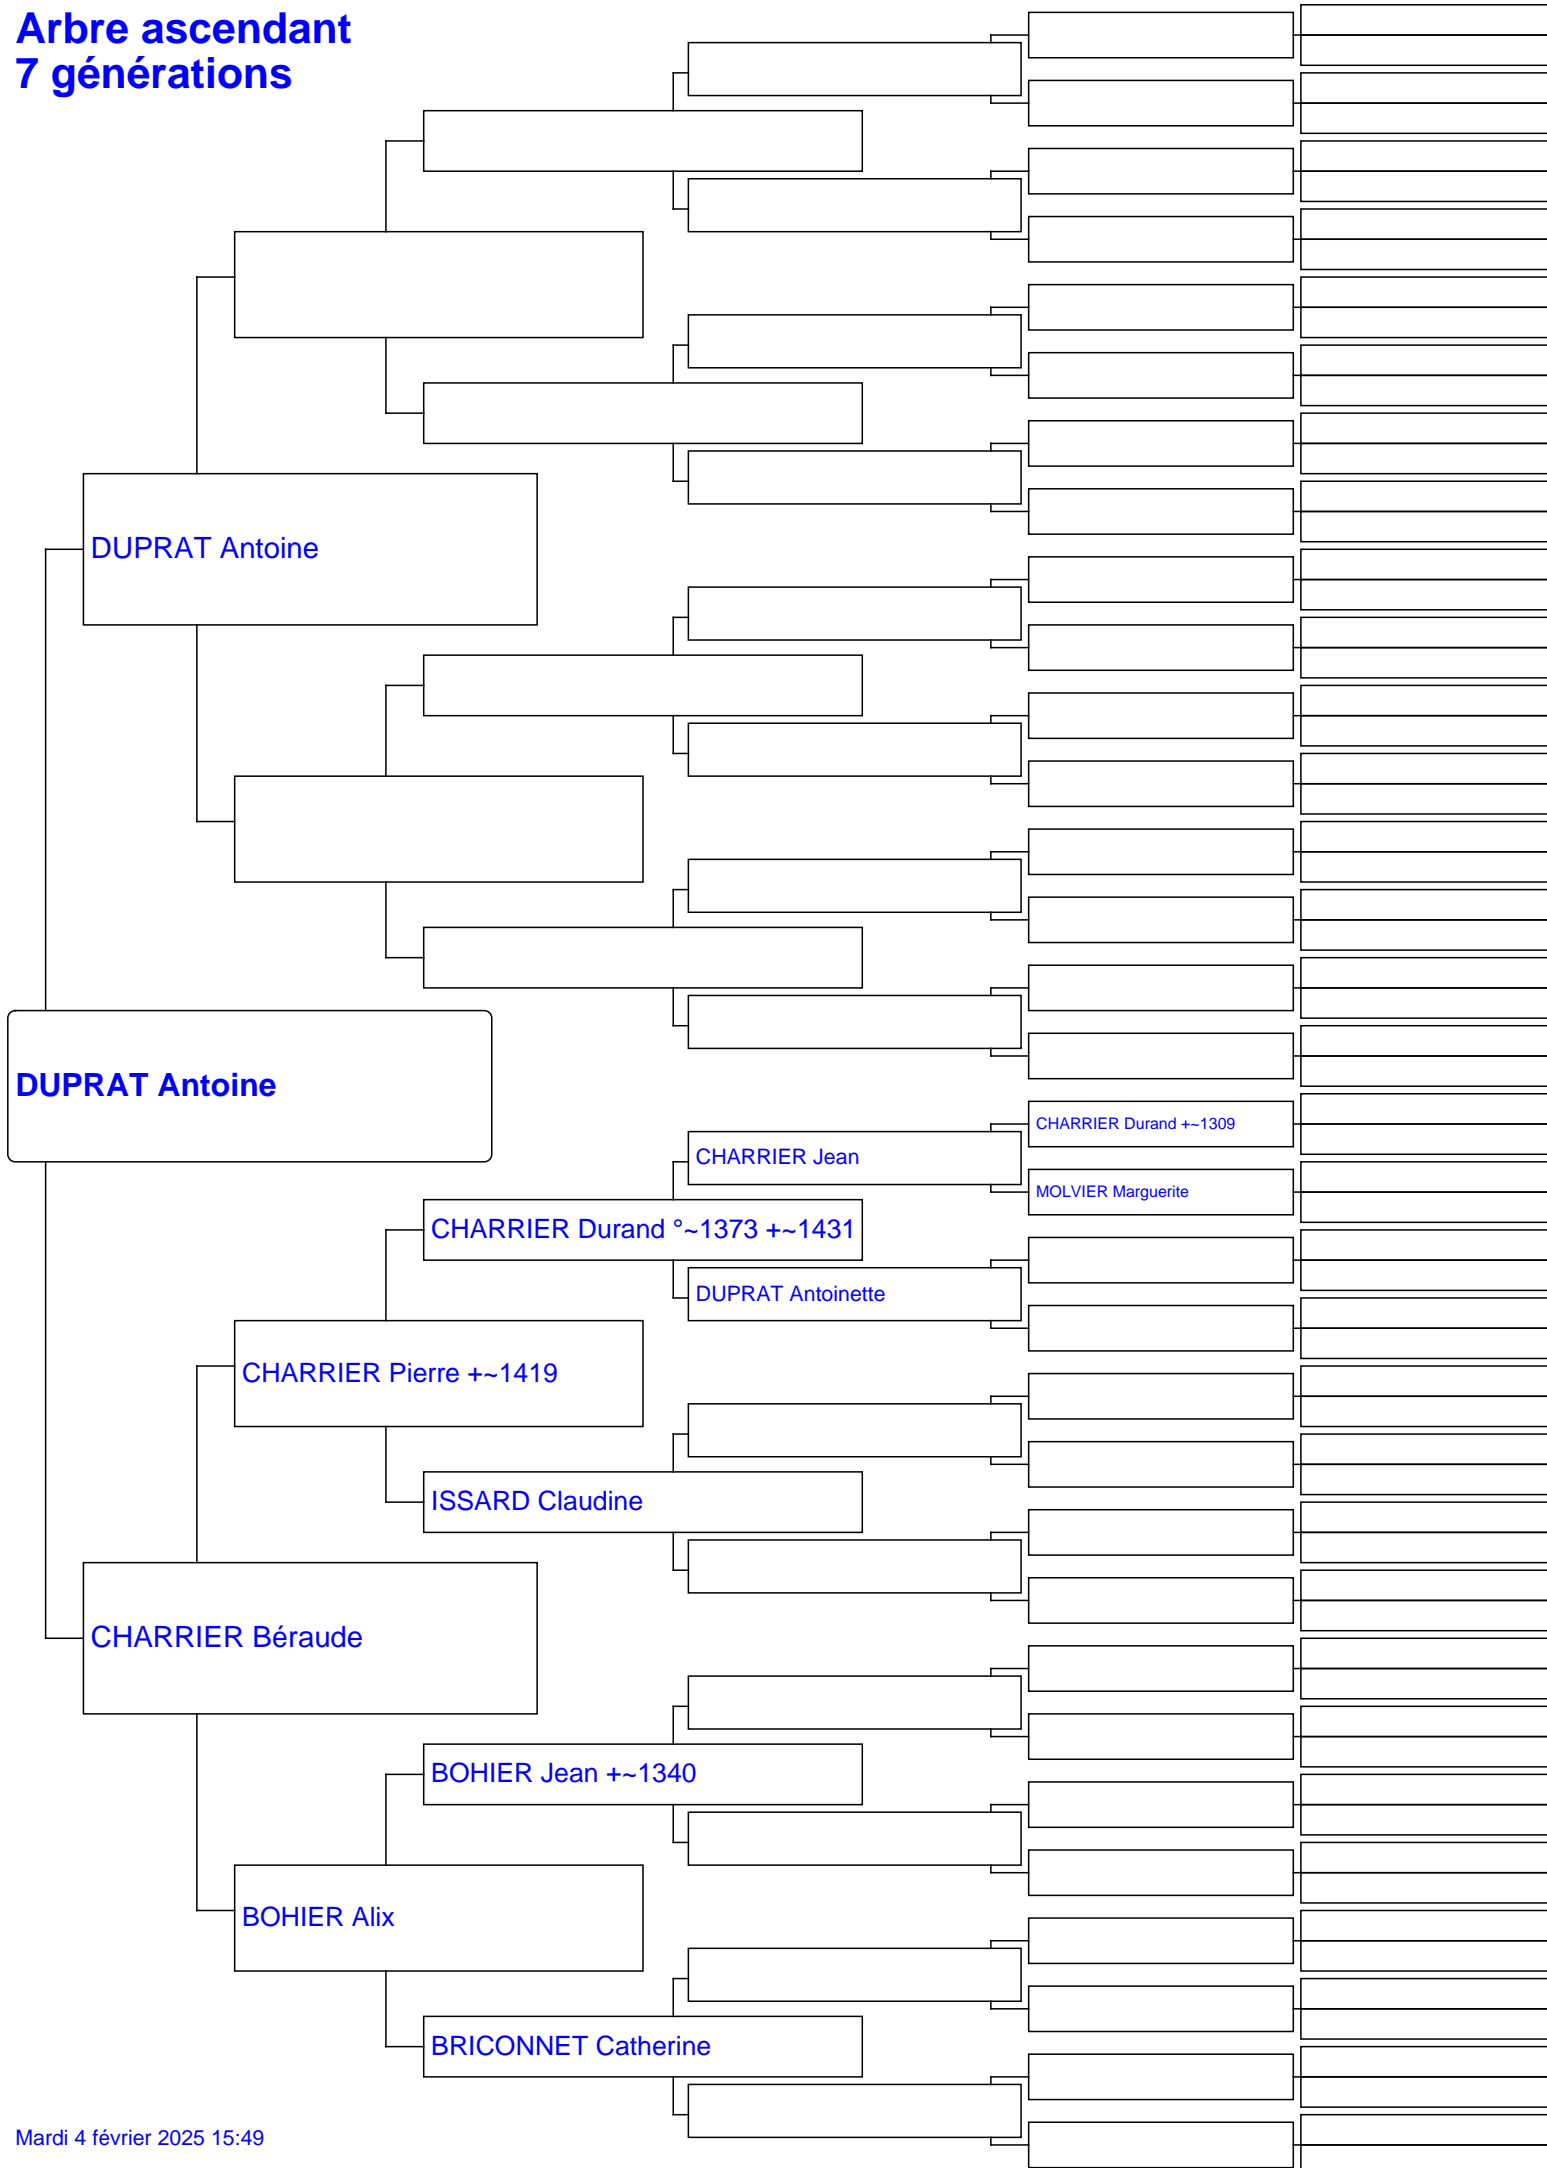 Arbre ascendant
7 générations
DUPRAT Antoine
DUPRAT Antoine
CHARRIER Durand +~1309
CHARRIER Jean
MOLVIER Marguerite
CHARRIER Durand °~1373 +~1431
DUPRAT Antoinette
CHARRIER Pierre +~1419
ISSARD Claudine
CHARRIER Béraude
BOHIER Jean +~1340
BOHIER Alix
BRICONNET Catherine
Mardi 4 février 2025 15:49